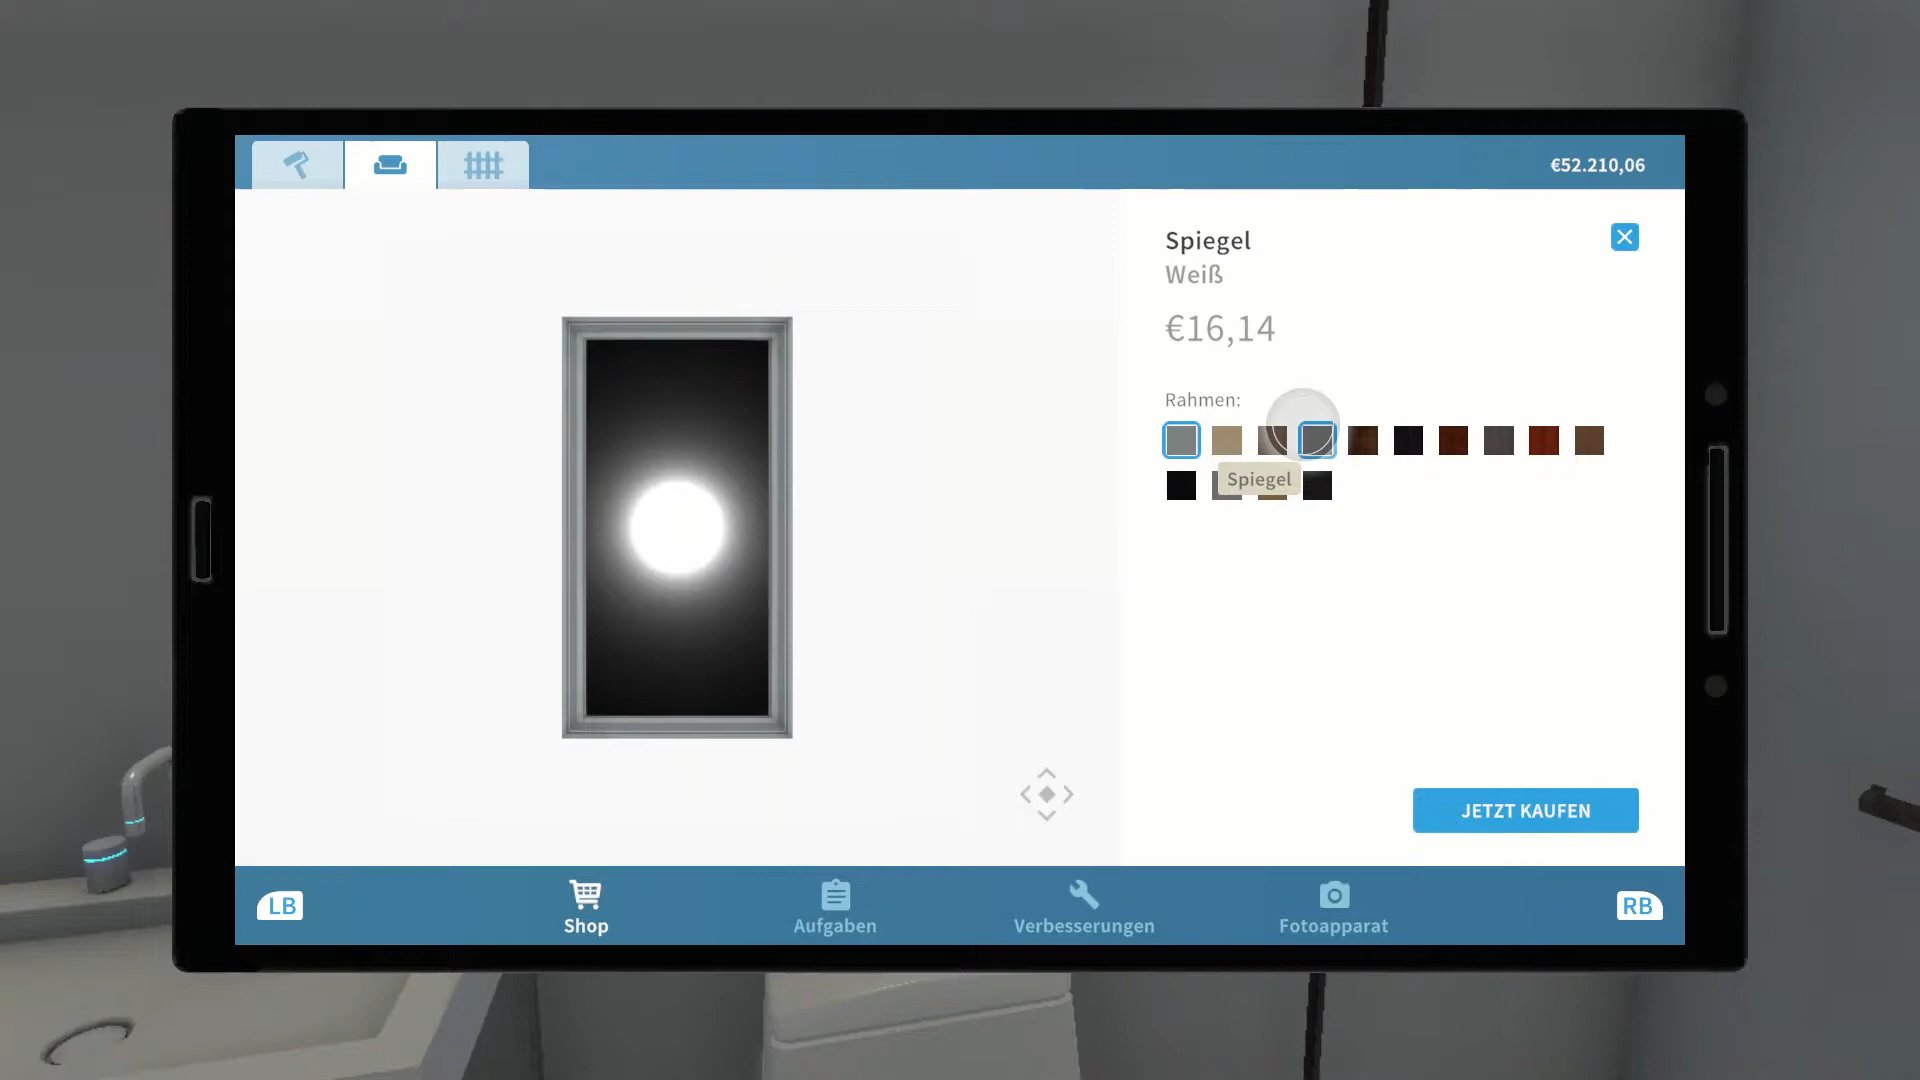 €52.210,06
Spiegel
Weiß
€16,14
Rahmen:
Spiegel
JETZT KAUFEN
LB
Shop
Aufgaben
Verbesserungen
Fotoapparat
RB